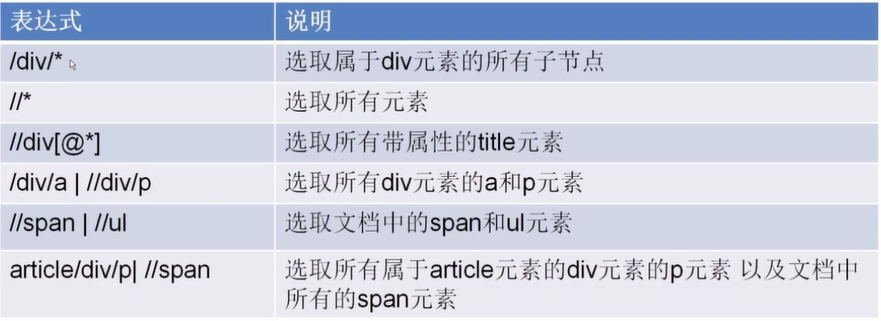 表达式 说明
/div/* 选取属于div元素的所有子节点
//* 选取所有元素
//div[@*] 选取所有带属性的title元素
/div/a | //div/p 选取所有div元素的a和p元素
//span | //ul 选取文档中的span和ul元素
article/div/p| //span 选取所有属于article元素的div元素的p元素 以及文档中
所有的span元素